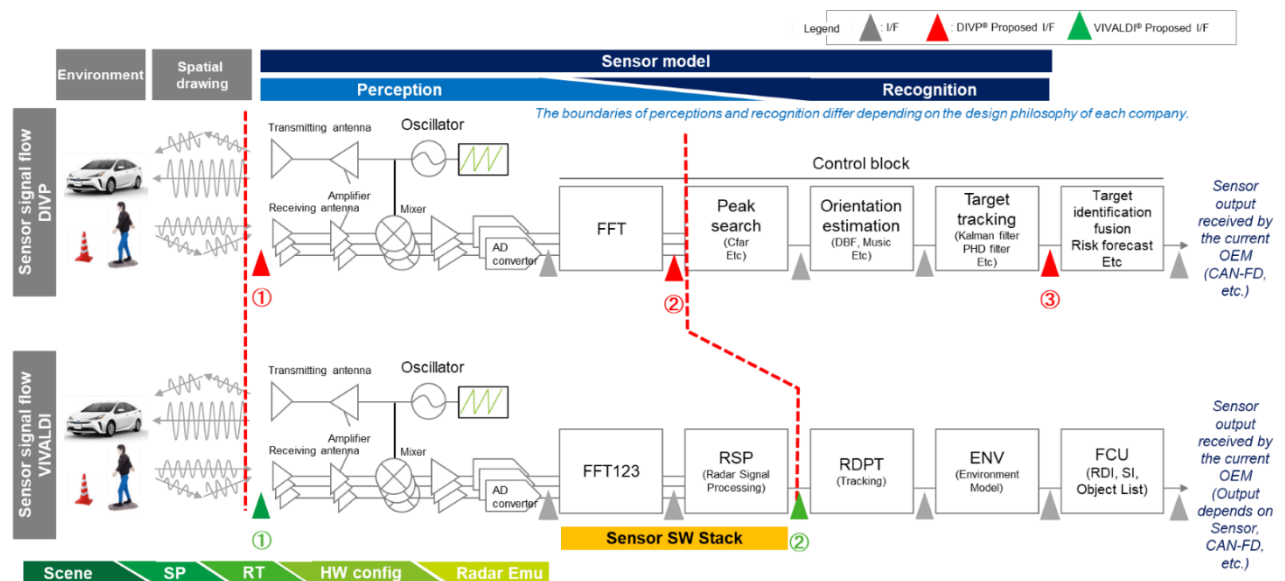 Legend
: I/F
: DIVP® Proposed I/F
VIVALDI® Proposed I/F
Environment
Spatial
drawing
Sensor model
Perception
Recognition
The boundaries of perceptions and recognition differ depending on the design philosophy of each company.
Sensor signal flow
DIVP
Transmitting antenna
Oscillator
Amplifier
Receiving antenna
Mixer
AD
converter
Control block
FFT
Peak
search
(Cfar
Etc)
Orientation
estimation
(DBF, Music
Etc)
Target
tracking
(Kalman filter
PHD filter
Etc)
Target
identification
fusion
Risk forecast
Etc
Sensor
output
received by
the current
OEM
(CAN-FD,
etc.)
①
②
③
Sensor signal flow
VIVALDI
Transmitting antenna
Oscillator
Amplifier
Receiving antenna
Mixer
AD
converter
FFT123
RSP
(Radar Signal
Processing)
RDPT
(Tracking)
ENV
(Environment
Model)
FCU
(RDI, SI,
Object List)
Sensor
output
received by
the current
OEM
(Output
depends on
Sensor,
CAN-FD,
etc.)
①
Sensor SW Stack
②
Scene
SP
RT
HW config
Radar Emu